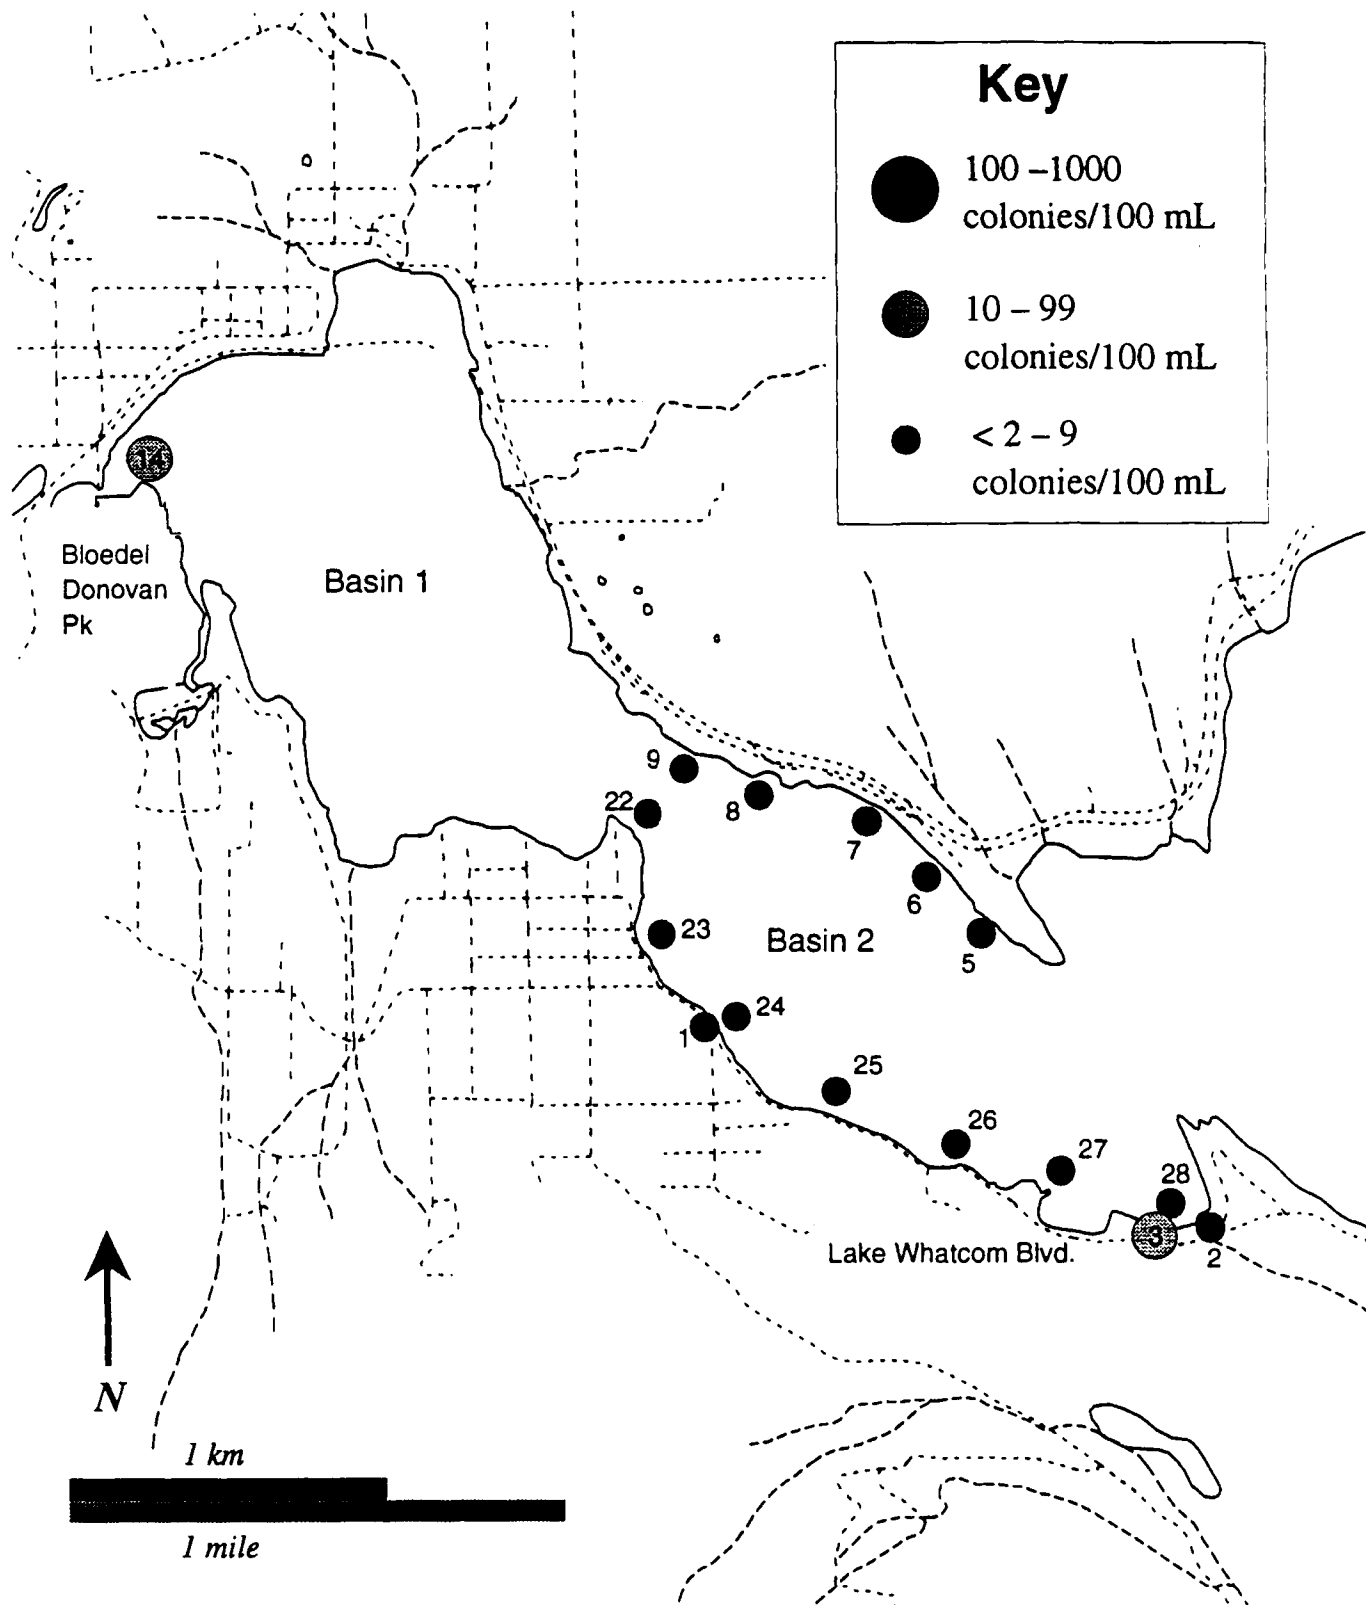 Key
100 –1000
colonies/100 mL
10 – 99
colonies/100 mL
< 2 – 9
colonies/100 mL
14
Bloedel
Donovan
Pk
Basin 1
9
22
8
7
6
23
Basin 2
5
24
1
25
26
27
28
3
2
Lake Whatcom Blvd.
N
1 km
1 mile